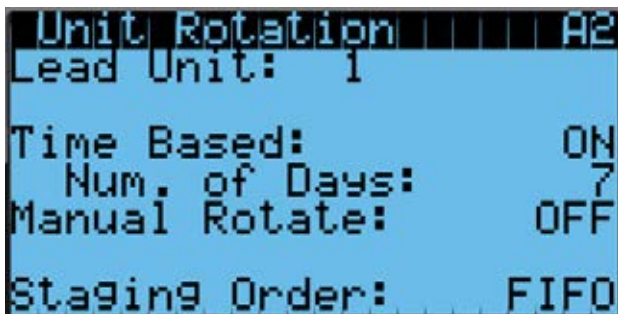 Unit Rotation A2
Lead Unit: 1
Time Based: ON
Num. of Days: 7
Manual Rotate: OFF
Staging Order: FIFO